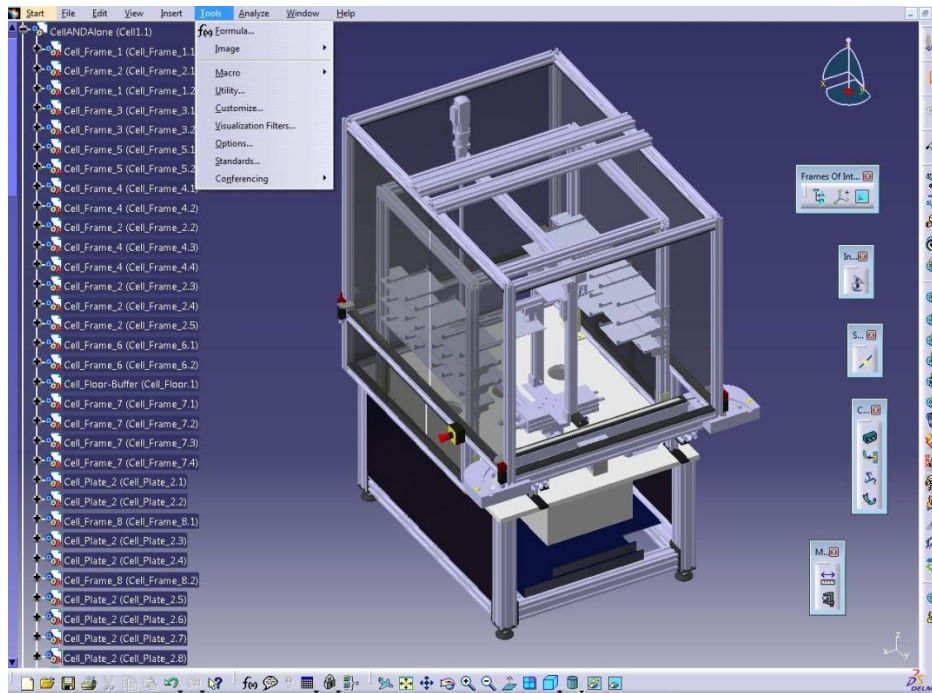 Start File Edit View Insert Tools Analyze Window Help
CellANDAlone (Cell1.1)
Cell_Frame_1 (Cell_Frame_1.1
Cell_Frame_2 (Cell_Frame_2.1
Cell_Frame_1 (Cell_Frame_1.2
Cell_Frame_3 (Cell_Frame_3.1
Cell_Frame_3 (Cell_Frame_3.2
Cell_Frame_5 (Cell_Frame_5.1
Cell_Frame_5 (Cell_Frame_5.2
Cell_Frame_4 (Cell_Frame_4.1)
Cell_Frame_4 (Cell_Frame_4.2)
Cell_Frame_2 (Cell_Frame_2.2)
Cell_Frame_4 (Cell_Frame_4.3)
Cell_Frame_4 (Cell_Frame_4.4)
Cell_Frame_2 (Cell_Frame_2.3)
Cell_Frame_2 (Cell_Frame_2.4)
Cell_Frame_2 (Cell_Frame_2.5)
Cell_Frame_6 (Cell_Frame_6.1)
Cell_Frame_6 (Cell_Frame_6.2)
Cell_Floor-Buffer (Cell_Floor.1)
Cell_Frame_7 (Cell_Frame_7.1)
Cell_Frame_7 (Cell_Frame_7.2)
Cell_Frame_7 (Cell_Frame_7.3)
Cell_Frame_7 (Cell_Frame_7.4)
Cell_Plate_2 (Cell_Plate_2.1)
Cell_Plate_2 (Cell_Plate_2.2)
Cell_Frame_8 (Cell_Frame_8.1)
Cell_Plate_2 (Cell_Plate_2.3)
Cell_Plate_2 (Cell_Plate_2.4)
Cell_Frame_8 (Cell_Frame_8.2)
Cell_Plate_2 (Cell_Plate_2.5)
Cell_Plate_2 (Cell_Plate_2.6)
Cell_Plate_2 (Cell_Plate_2.7)
Cell_Plate_2 (Cell_Plate_2.8)
f(x) Formula...
Image
Macro
Utility...
Customize...
Visualization Filters...
Options...
Standards...
Conferencing
Frames Of Int...
In...
S...
C...
M...
x
y
z
x
y
f(x)
DELM